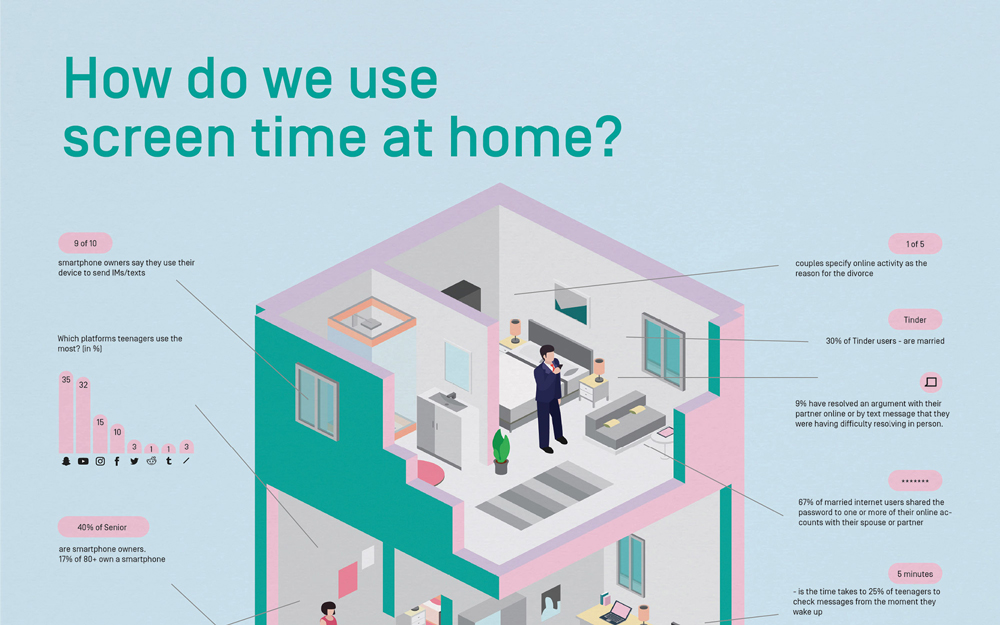 How do we use
screen time at home?
9 of 10
smartphone owners say they use their
device to send IMs/texts
Which platforms teenagers use the
most? (in %)
35
32
15
10
3
1
1
3
40% of Senior
are smartphone owners.
17% of 80+ own a smartphone
1 of 5
couples specify online activity as the
reason for the divorce
Tinder
30% of Tinder users - are married
9% have resolved an argument with their
partner online or by text message that they
were having difficulty resolving in person.
*******
67% of married internet users shared the
password to one or more of their online ac-
counts with their spouse or partner
5 minutes
- is the time takes to 25% of teenagers to
check messages from the moment they
wake up